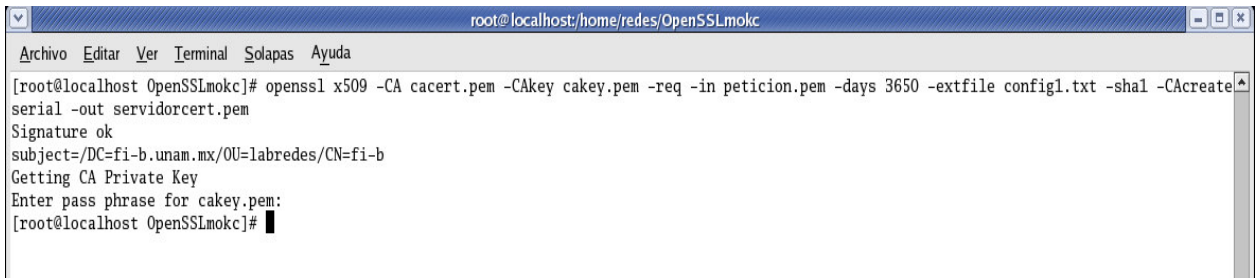 root@localhost:/home/redes/OpenSSLmokc
Archivo Editar Ver Terminal Solapas Ayuda
[root@localhost OpenSSLmokc]# openssl x509 -CA cacert.pem -CAkey cakey.pem -req -in peticion.pem -days 3650 -extfile config1.txt -sha1 -CAcreate
serial -out servidorcert.pem
Signature ok
subject=/DC=fi-b.unam.mx/OU=labredes/CN=fi-b
Getting CA Private Key
Enter pass phrase for cakey.pem:
[root@localhost OpenSSLmokc]#